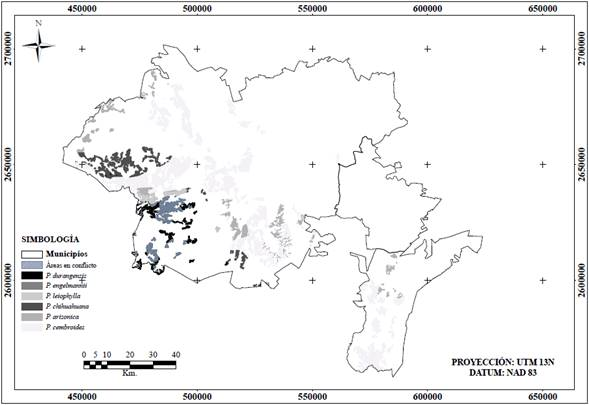 450000 500000 550000 600000 650000
N
2700000 2700000
2650000 2650000
2600000 2600000
SIMBOLOGÍA
Municipios
Áreas en conflicto
P. durangensis
P. engelmannii
P. leiophylla
P. chihuahuana
P. arizonica
P. cembroides
0 5 10 20 30 40
Km.
PROYECCIÓN: UTM 13N
DATUM: NAD 83
450000 500000 550000 600000 650000